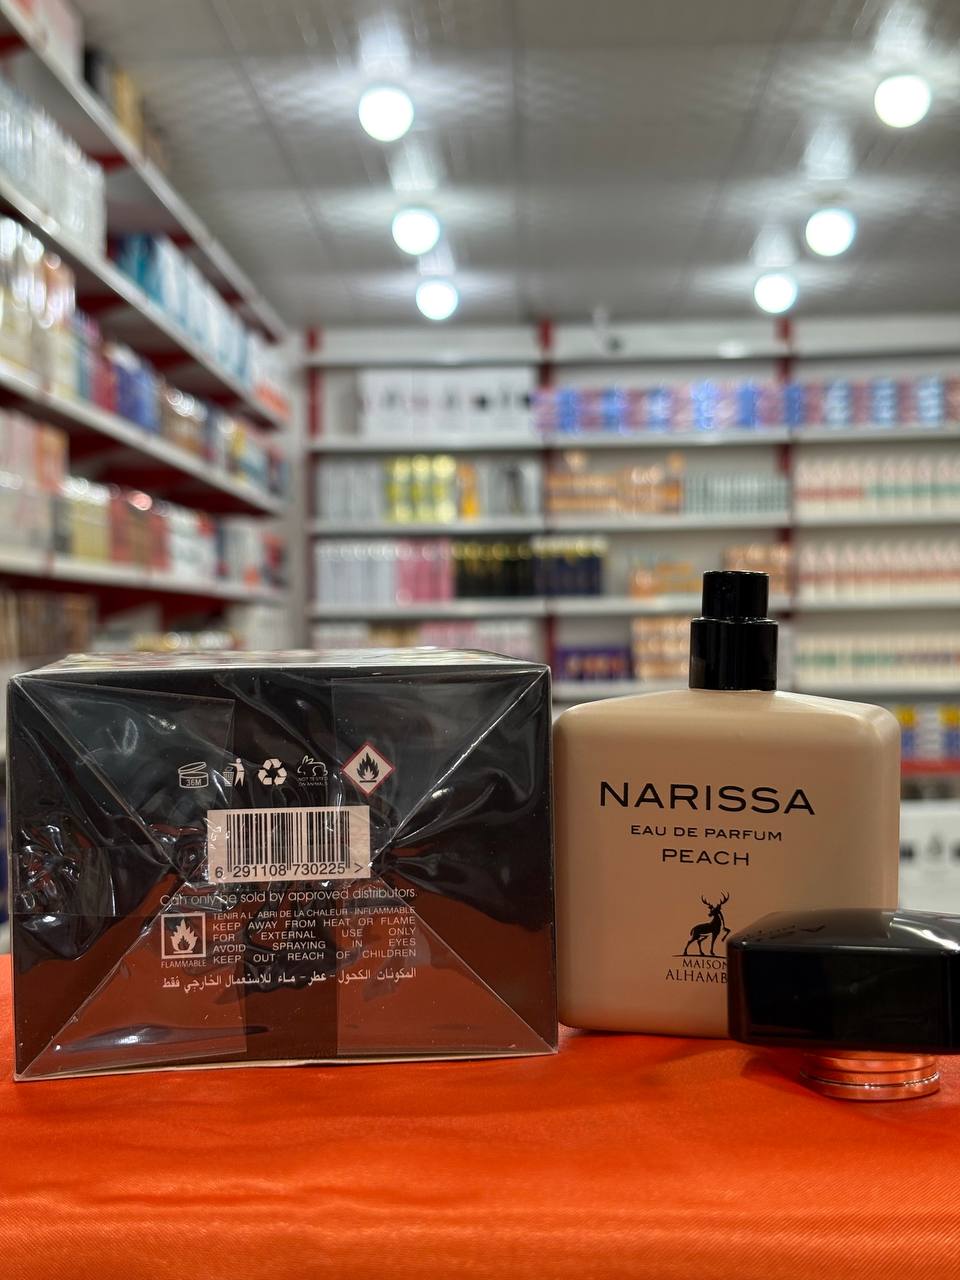 36M
NOT TESTED
ON ANIMALS
6 291108 730225 >
Can only be sold by approved distributors.
TENIR A L' ABRI DE LA CHALEUR - INFLAMMABLE
KEEP AWAY FROM HEAT OR FLAME
FOR EXTERNAL USE ONLY
AVOID SPRAYING IN EYES
KEEP OUT REACH OF CHILDREN
FLAMMABLE
المكونات الكحول - عطر - ماء للاستعمال الخارجي فقط
NARISSA
EAU DE PARFUM
PEACH
MAISON
ALHAMB